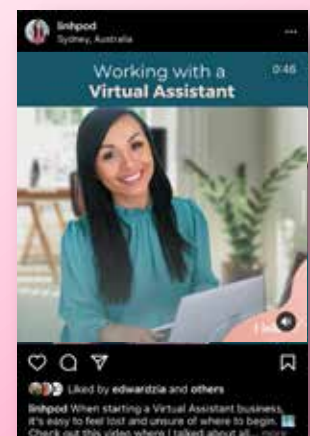 linhpod
Sydney, Australia
Working with a
Virtual Assistant
0:46
Liked by edwardzia and others
linhpod When starting a Virtual Assistant business,
it's easy to feel lost and unsure of where to begin.
Check out this video where I talked about all ... more